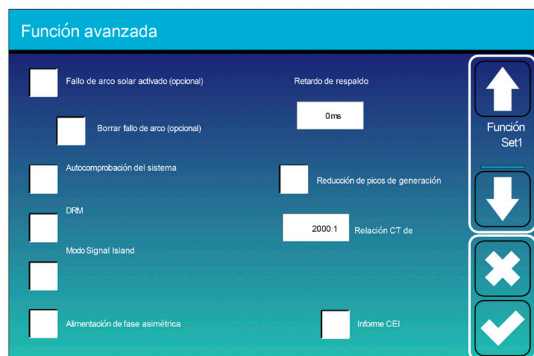 Función avanzada
Fallo de arco solar activado (opcional)
Retardo de respaldo
0ms
Borrar fallo de arco (opcional)
Función
Set1
Autocomprobación del sistema
Reducción de picos de generación
DRM
2000:1 Relación CT de
Modo Signal Island
Alimentación de fase asimétrica
Informe CEI